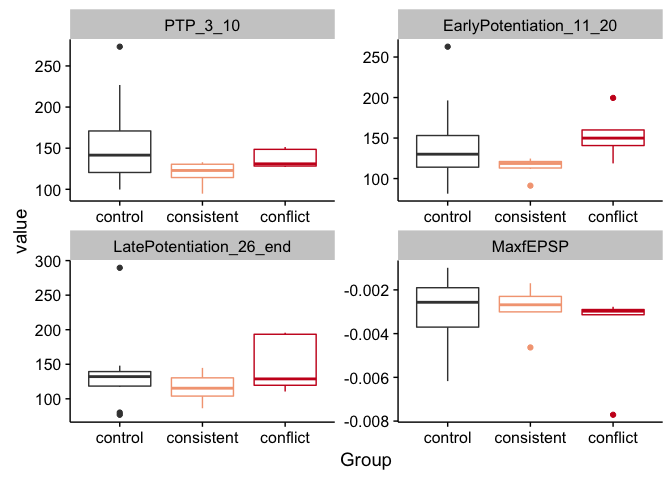 PTP_3_10
EarlyPotentiation_11_20
250
200
150
100
250
200
150
100
control consistent conflict
control consistent conflict
value
LatePotentiation_26_end
MaxfEPSP
300
250
200
150
100
-0.002
-0.004
-0.006
-0.008
control consistent conflict
control consistent conflict
Group